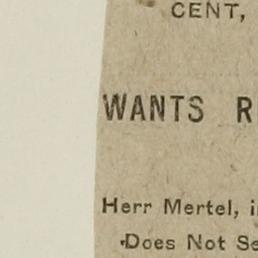 CENT,
WANTS R
Herr Mertel, i
Does Not Se